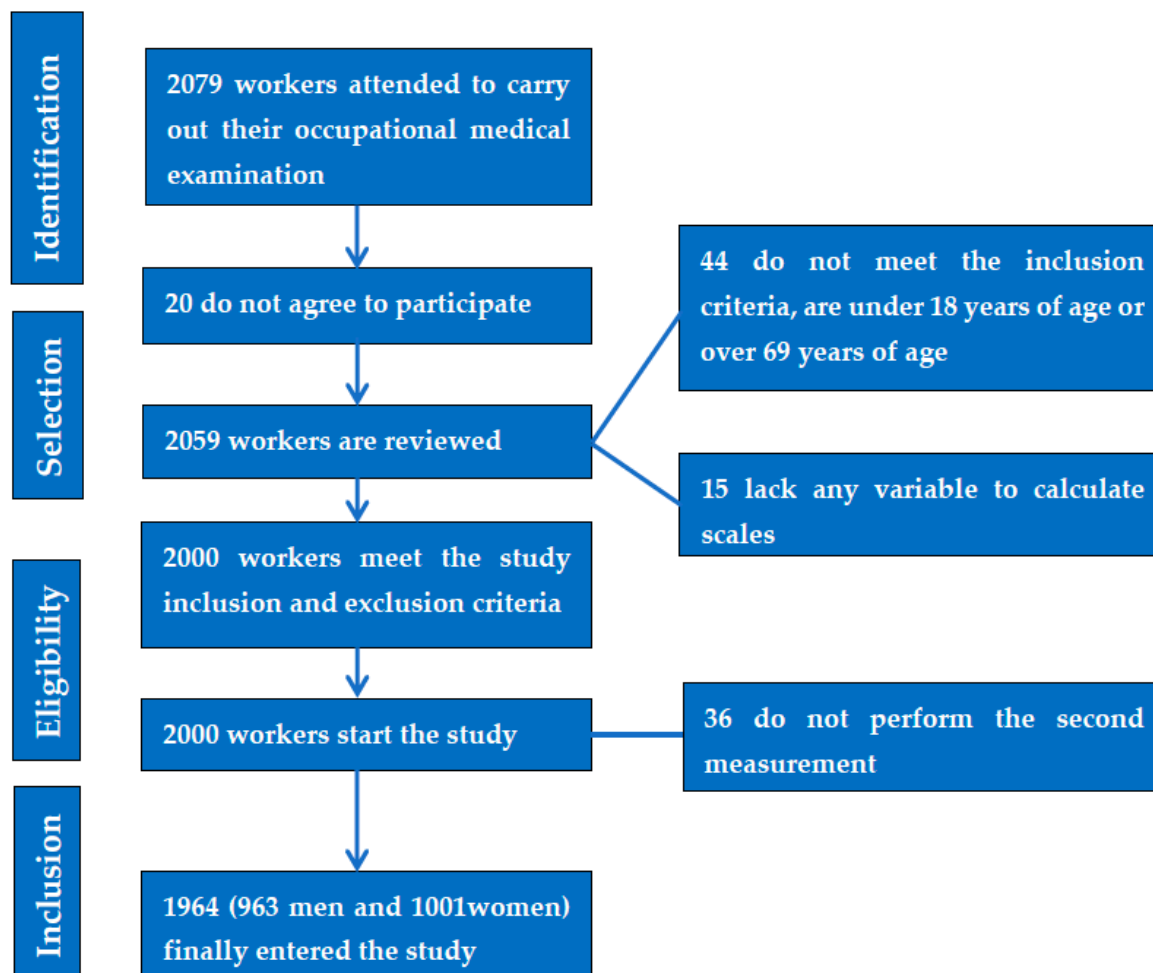 Identification
2079 workers attended to carry
out their occupational medical
examination
20 do not agree to participate
44 do not meet the inclusion
criteria, are under 18 years of age or
over 69 years of age
Selection
2059 workers are reviewed
15 lack any variable to calculate
scales
2000 workers meet the study
inclusion and exclusion criteria
Eligibility
2000 workers start the study
36 do not perform the second
measurement
Inclusion
1964 (963 men and 1001women)
finally entered the study